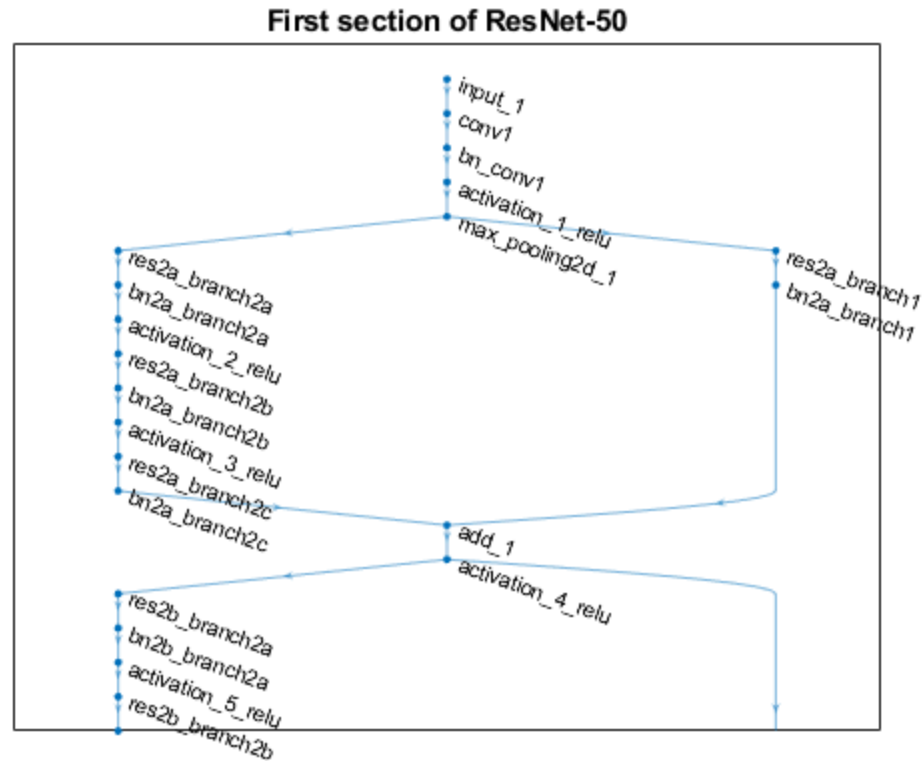 First section of ResNet-50
input_1
conv1
bn_conv1
activation_1_relu
max_pooling2d_1
res2a_branch2a
bn2a_branch2a
activation_2_relu
res2a_branch2b
bn2a_branch2b
activation_3_relu
res2a_branch2c
bn2a_branch2c
res2a_branch1
bn2a_branch1
add_1
activation_4_relu
res2b_branch2a
bn2b_branch2a
activation_5_relu
res2b_branch2b